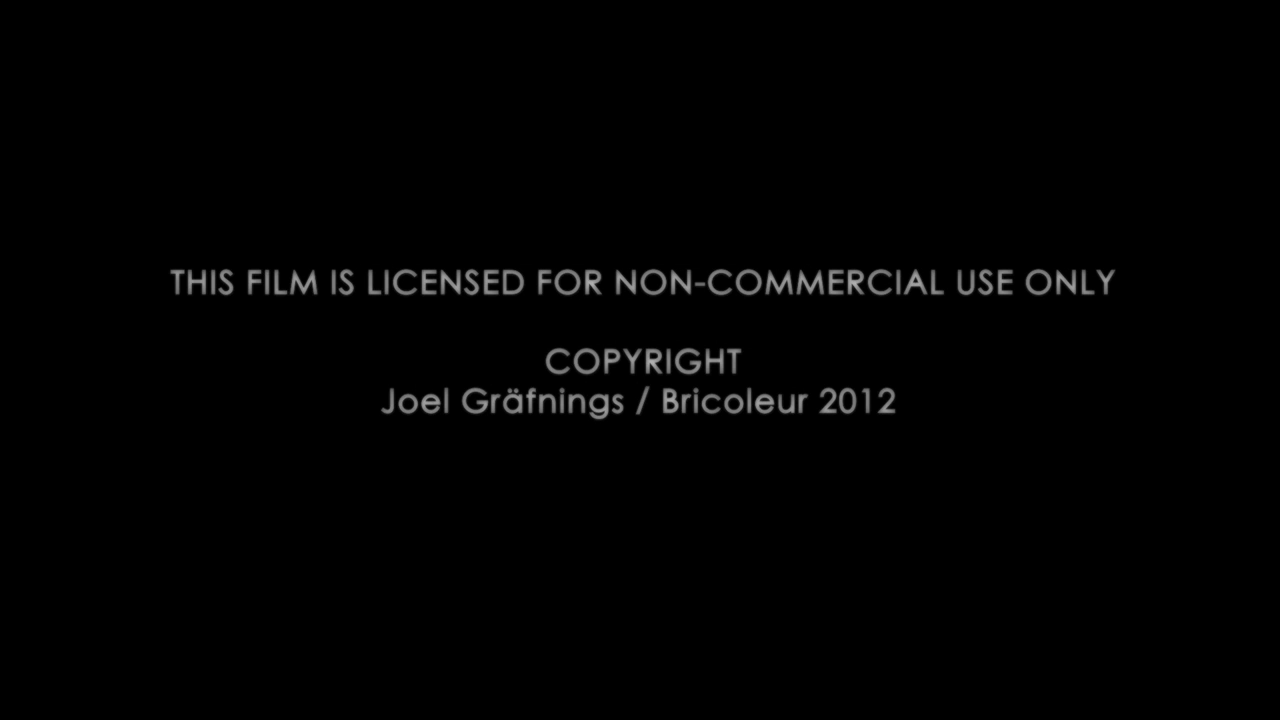 THIS FILM IS LICENSED FOR NON-COMMERCIAL USE ONLY
COPYRIGHT
Joel Gräfnings / Bricoleur 2012